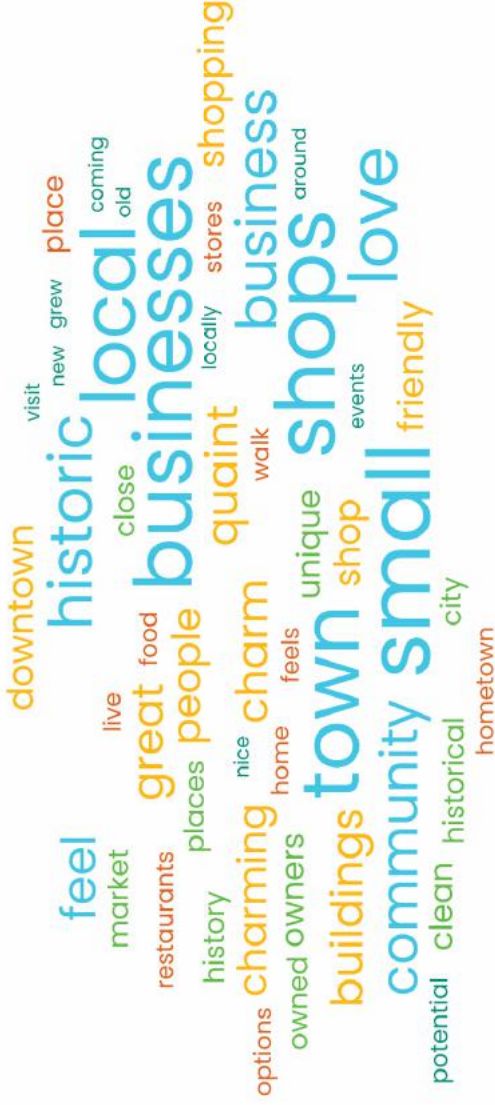 downtown
visit
historic
new grew
place
feel
live
close
local
coming
old
market
great
food
businesses
restaurants
places
people
quaint
locally
stores
shopping
history
nice
charm
walk
business
charming
home
feels
unique
shops
around
options
owned owners
town
shop
events
love
buildings
community small
friendly
potential
clean
historical
city
hometown